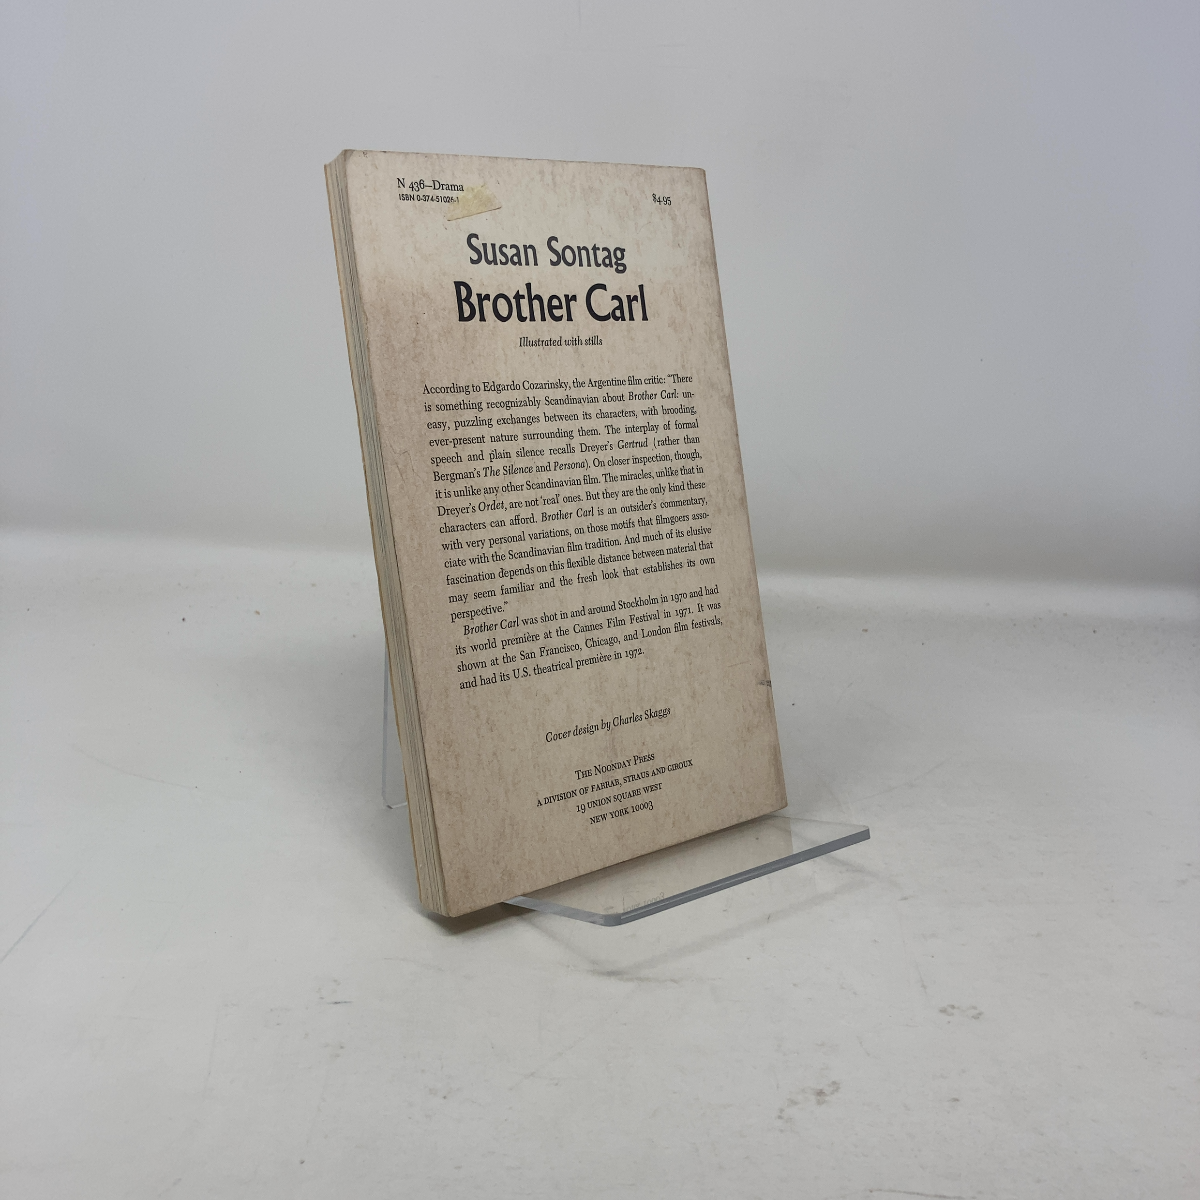 N 436—Drama
ISBN 0-374-51026-1
$4.95
Susan Sontag
Brother Carl
Illustrated with stills
According to Edgardo Cozarinsky, the Argentine film critic: "There
is something recognizably Scandinavian about Brother Carl: un-
easy, puzzling exchanges between its characters, with brooding,
ever-present nature surrounding them. The interplay of formal
speech and plain silence recalls Dreyer's Gertrud (rather than
Bergman's The Silence and Persona). On closer inspection, though,
it is unlike any other Scandinavian film. The miracles, unlike that in
Dreyer's Ordet, are not 'real' ones. But they are the only kind these
characters can afford. Brother Carl is an outsider's commentary,
with very personal variations, on those motifs that filmgoers asso-
ciate with the Scandinavian film tradition. And much of its elusive
fascination depends on this flexible distance between material that
may seem familiar and the fresh look that establishes its own
perspective."
Brother Carl was shot in and around Stockholm in 1970 and had
its world première at the Cannes Film Festival in 1971. It was
shown at the San Francisco, Chicago, and London film festivals,
and had its U.S. theatrical première in 1972.
Cover design by Charles Skaggs
THE NOONDAY PRESS
A DIVISION OF FARRAR, STRAUS AND GIROUX
19 UNION SQUARE WEST
NEW YORK 10003